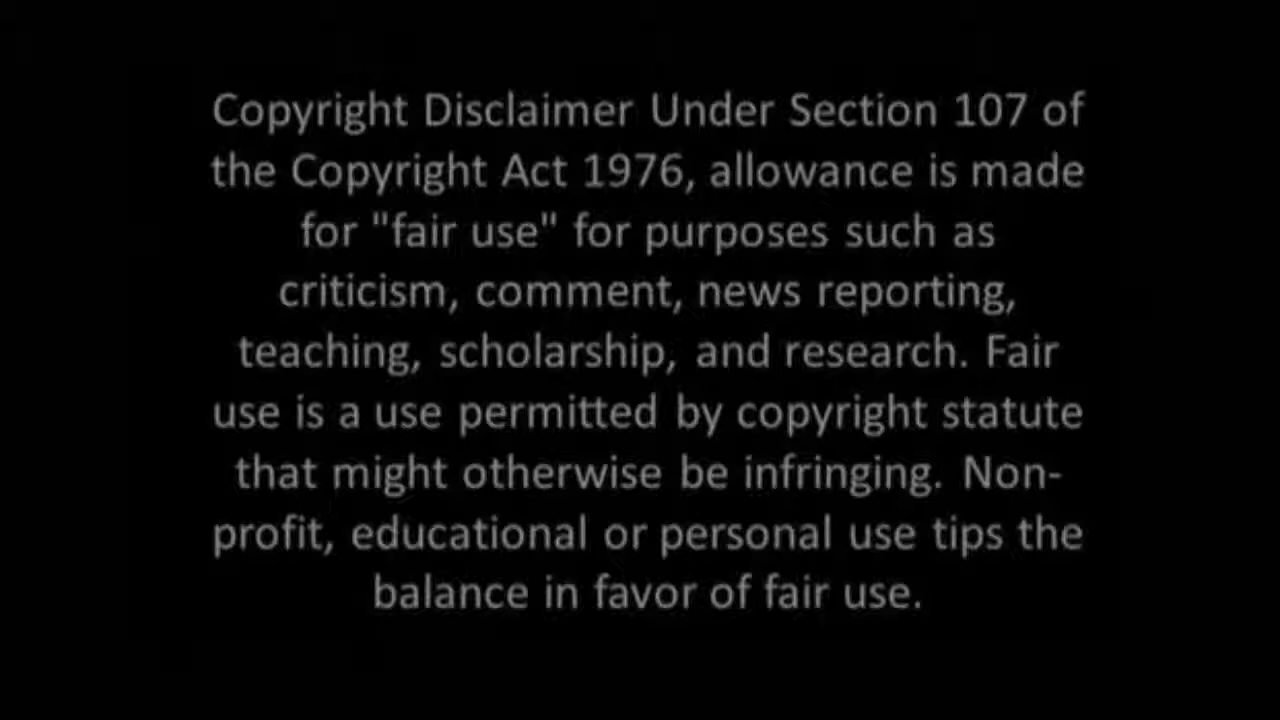 Copyright Disclaimer Under Section 107 of
the Copyright Act 1976, allowance is made
for "fair use" for purposes such as
criticism, comment, news reporting,
teaching, scholarship, and research. Fair
use is a use permitted by copyright statute
that might otherwise be infringing. Non-
profit, educational or personal use tips the
balance in favor of fair use.